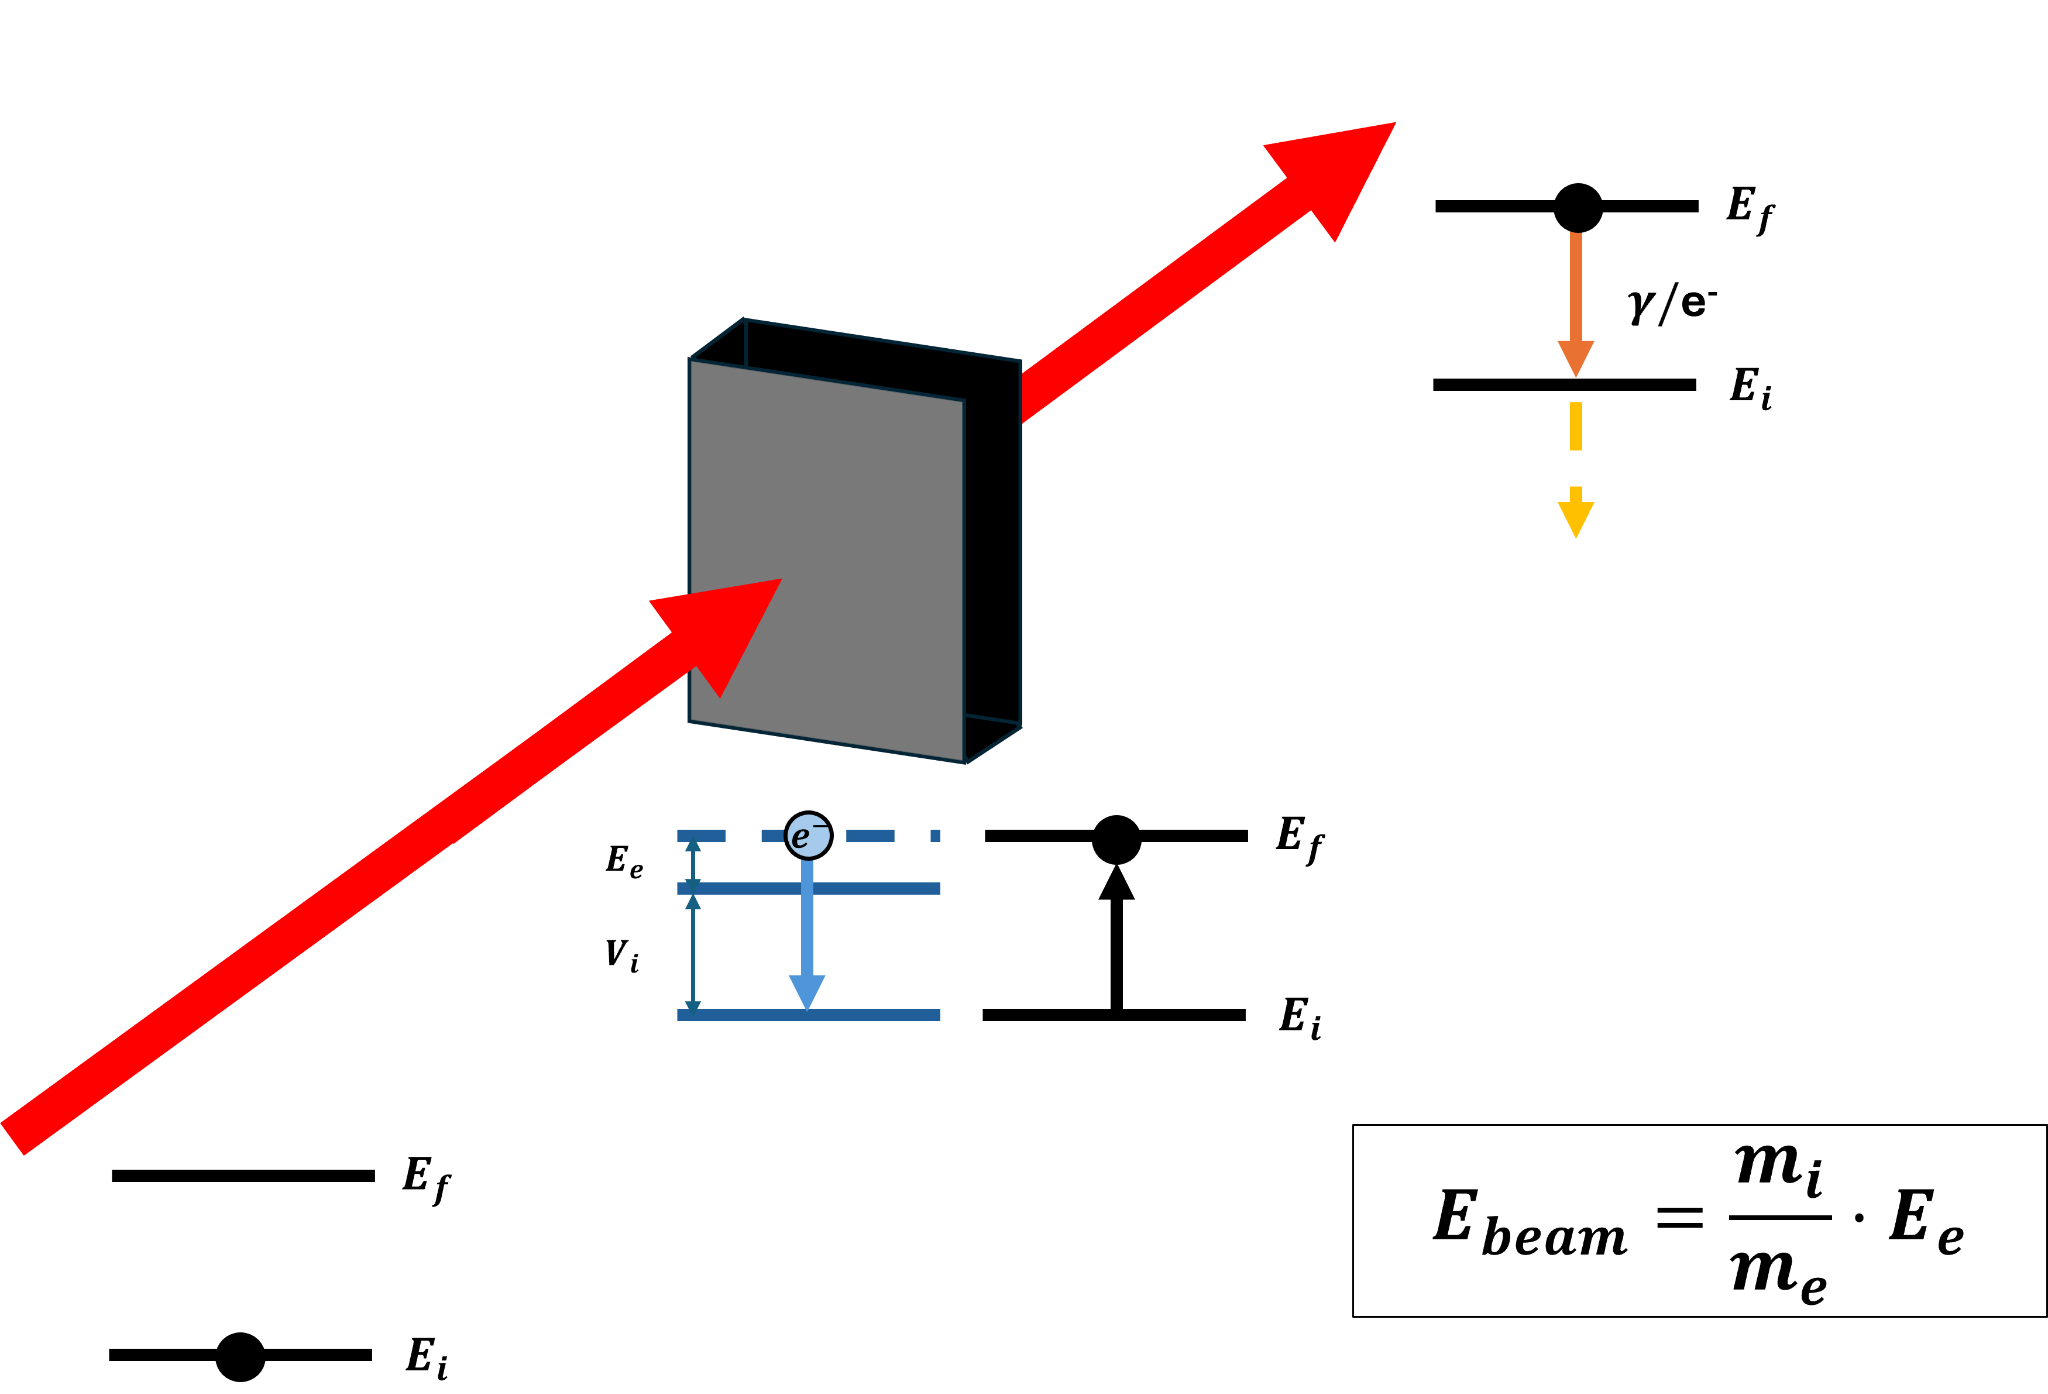 E_f
γ/e⁻
E_i
e⁻
E_e
V_i
E_f
E_i
E_f
E_i
E_beam = m_i/m_e · E_e